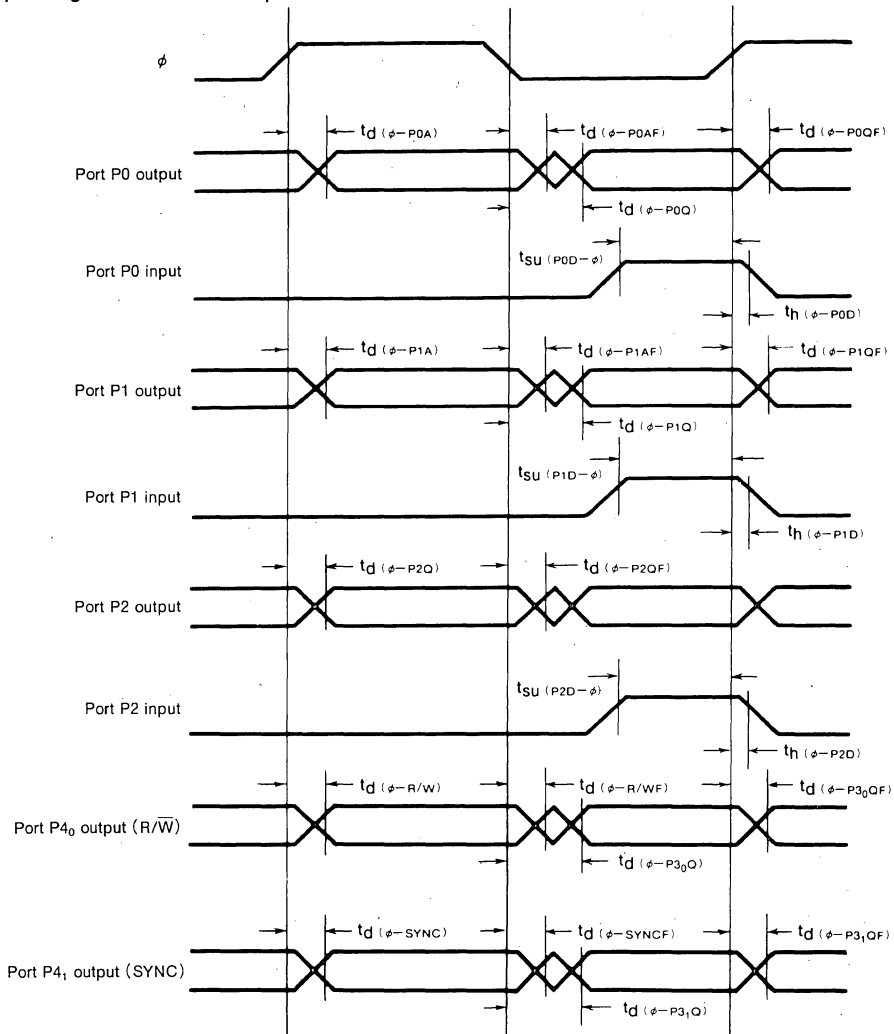 ϕ
td (ϕ−P0A) td (ϕ−P0AF) td (ϕ−P0QF)
Port P0 output
td (ϕ−P0Q)
tsu (P0D−ϕ)
Port P0 input
th (ϕ−P0D)
td (ϕ−P1A) td (ϕ−P1AF) td (ϕ−P1QF)
Port P1 output
td (ϕ−P1Q)
tsu (P1D−ϕ)
Port P1 input
th (ϕ−P1D)
td (ϕ−P2Q) td (ϕ−P2QF)
Port P2 output
tsu (P2D−ϕ)
Port P2 input
th (ϕ−P2D)
td (ϕ−R/W) td (ϕ−R/WF) td (ϕ−P3₀QF)
Port P4₀ output (R/W̅)
td (ϕ−P3₀Q)
td (ϕ−SYNC) td (ϕ−SYNCF) td (ϕ−P3₁QF)
Port P4₁ output (SYNC)
td (ϕ−P3₁Q)